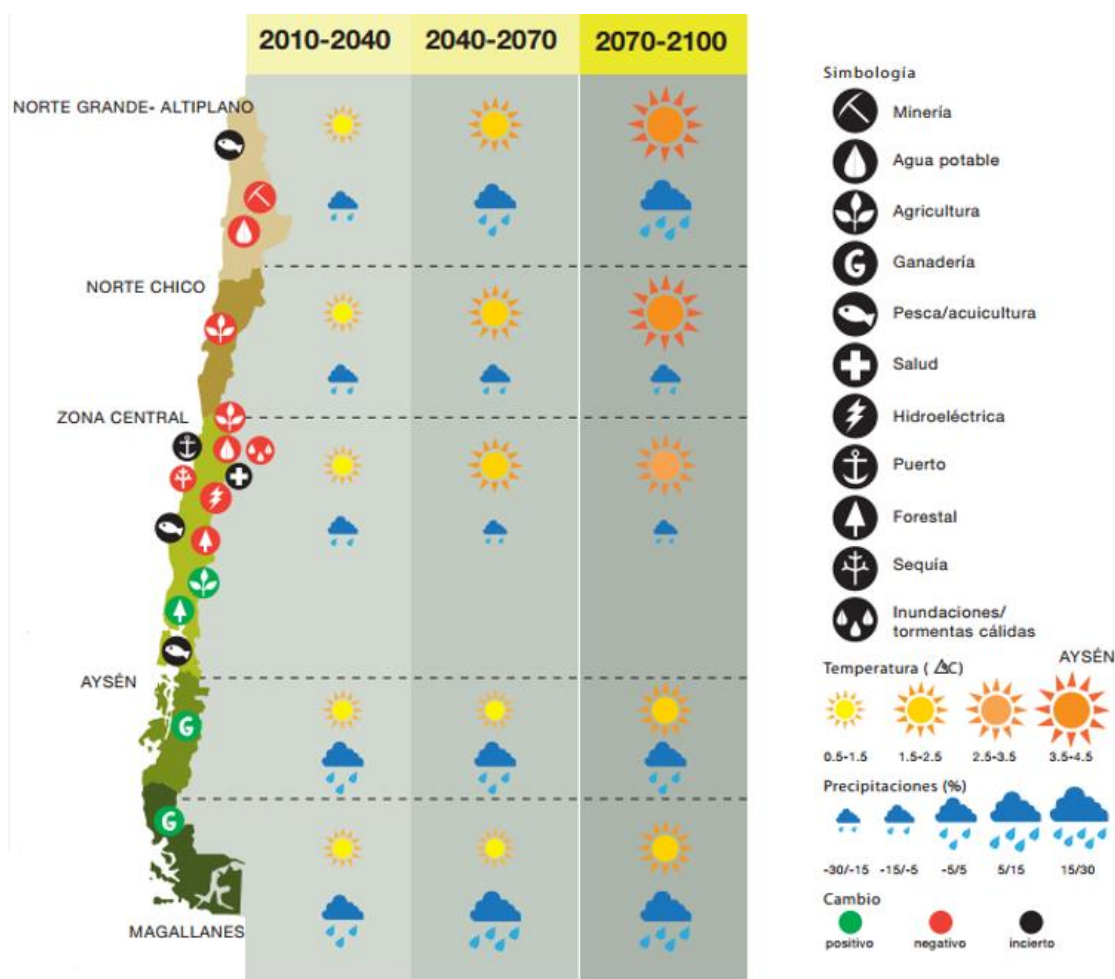 2010-2040 2040-2070 2070-2100
NORTE GRANDE- ALTIPLANO
NORTE CHICO
ZONA CENTRAL
AYSÉN
MAGALLANES
Simbología
Minería
Agua potable
Agricultura
Ganadería
Pesca/acuicultura
Salud
Hidroeléctrica
Puerto
Forestal
Sequía
Inundaciones/
tormentas cálidas
AYSÉN
Temperatura ( ΔC)
0.5-1.5 1.5-2.5 2.5-3.5 3.5-4.5
Precipitaciones (%)
-30/-15 -15/-5 -5/5 5/15 15/30
Cambio
positivo negativo incierto